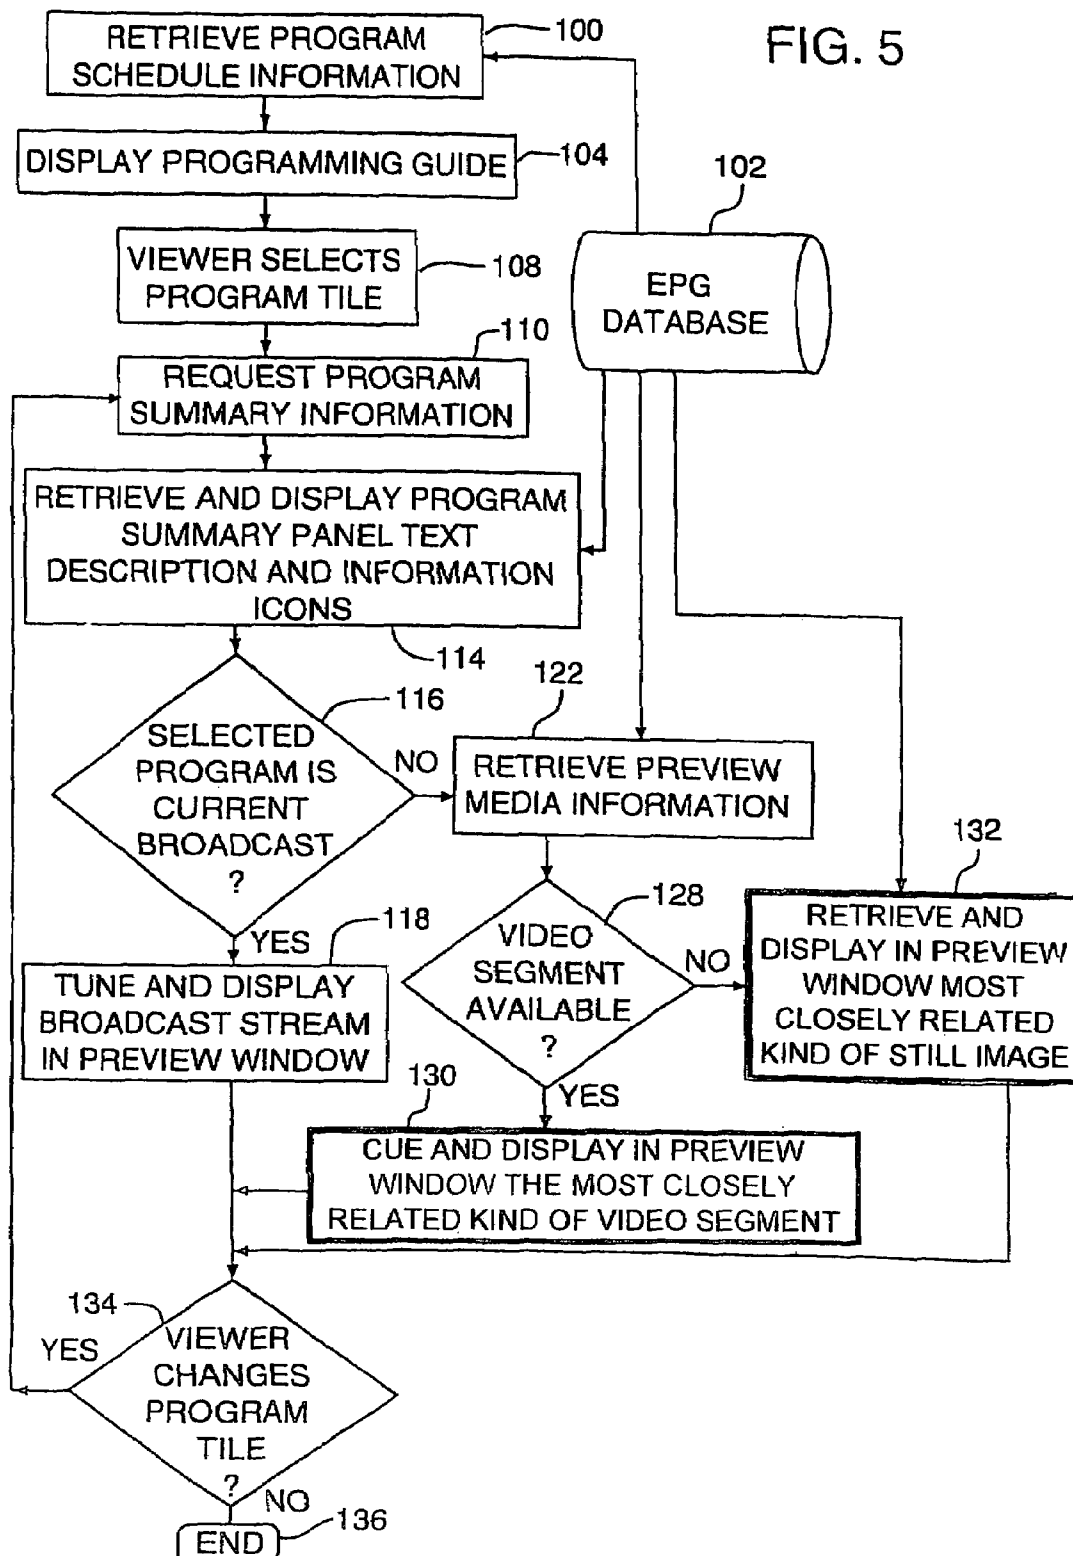 FIG. 5
RETRIEVE PROGRAM
SCHEDULE INFORMATION
100
DISPLAY PROGRAMMING GUIDE
104
102
EPG
DATABASE
VIEWER SELECTS
PROGRAM TILE
108
110
REQUEST PROGRAM
SUMMARY INFORMATION
RETRIEVE AND DISPLAY PROGRAM
SUMMARY PANEL TEXT
DESCRIPTION AND INFORMATION
ICONS
114
116
SELECTED
PROGRAM IS
CURRENT
BROADCAST
?
NO
122
RETRIEVE PREVIEW
MEDIA INFORMATION
YES
118
TUNE AND DISPLAY
BROADCAST STREAM
IN PREVIEW WINDOW
128
VIDEO
SEGMENT
AVAILABLE
?
NO
132
RETRIEVE AND
DISPLAY IN PREVIEW
WINDOW MOST
CLOSELY RELATED
KIND OF STILL IMAGE
YES
130
CUE AND DISPLAY IN PREVIEW
WINDOW THE MOST CLOSELY
RELATED KIND OF VIDEO SEGMENT
134
YES
VIEWER
CHANGES
PROGRAM
TILE
?
NO
END
136